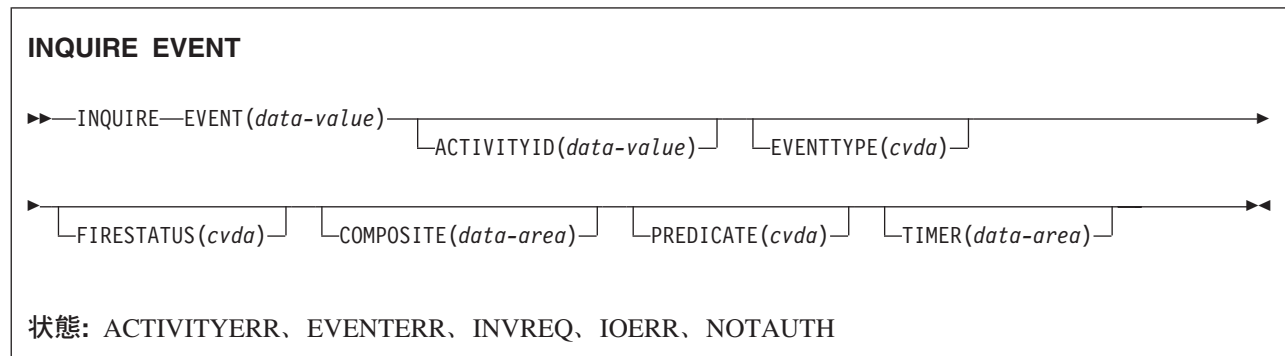 INQUIRE EVENT
INQUIRE EVENT(data-value)
ACTIVITYID(data-value) EVENTTYPE(cvda)
FIRESTATUS(cvda) COMPOSITE(data-area) PREDICATE(cvda) TIMER(data-area)
状態: ACTIVITYERR、EVENTERR、INVREQ、IOERR、NOTAUTH